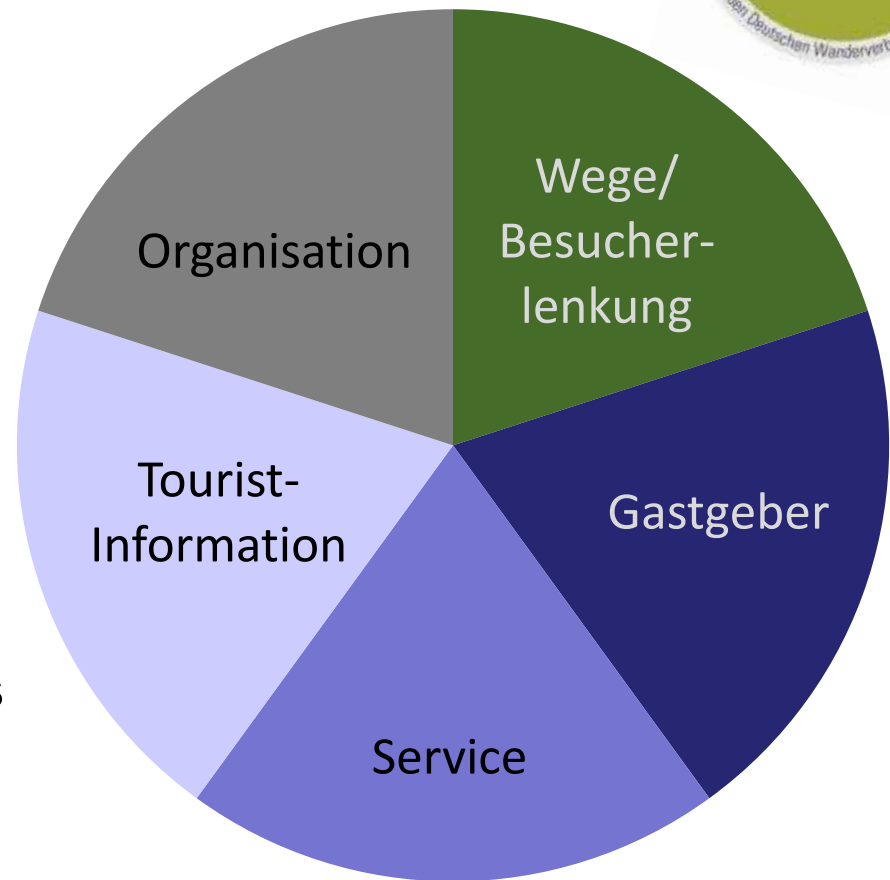 Deutschen Wanderverb
Wege/
Besucher-
lenkung
Organisation
Tourist-
Information
Gastgeber
s
Service